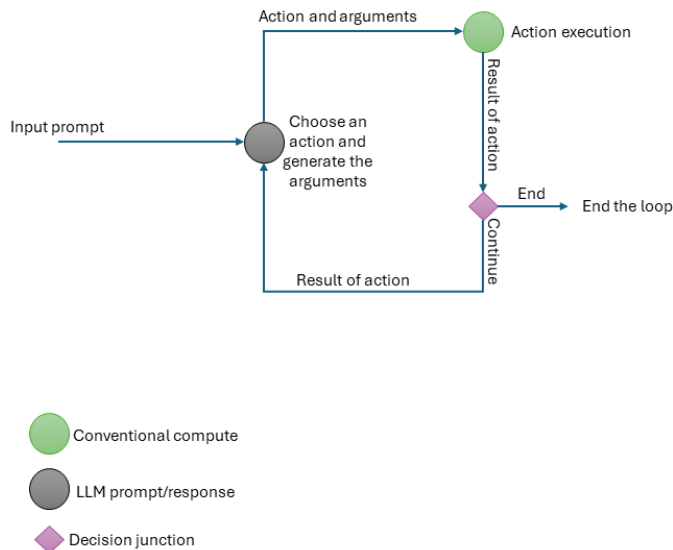 Action and arguments
Action execution
Result of action
Input prompt
Choose an
action and
generate the
arguments
End
End the loop
Continue
Result of action
Conventional compute
LLM prompt/response
Decision junction